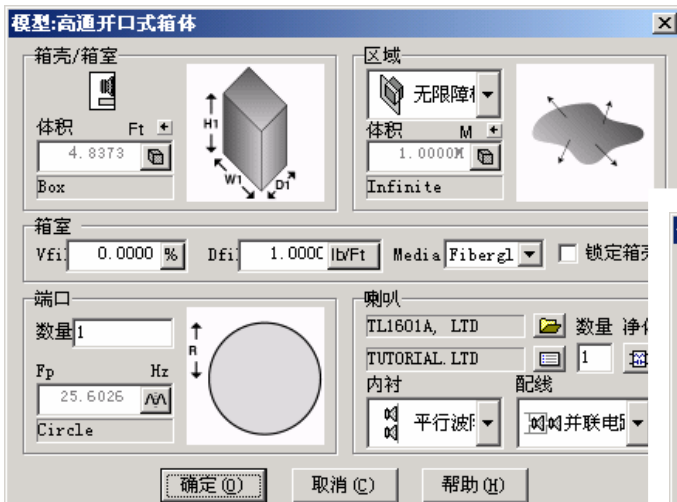 模型:高通开口式箱体
箱壳/箱室
体积 Ft
4.8373
Box
H1
W1
D1
区域
无限障
体积 M
1.0000M
Infinite
箱室
Vfil 0.0000 % Dfil 1.0000 lb/Ft Media Fibergl 锁定箱壳
端口
数量 1
Fp Hz
25.6026
Circle
R
喇叭
TL1601A, LTD 数量 净
TUTORIAL.LTD 1
内衬 配线
平行波 并联电
确定(O) 取消(C) 帮助(H)